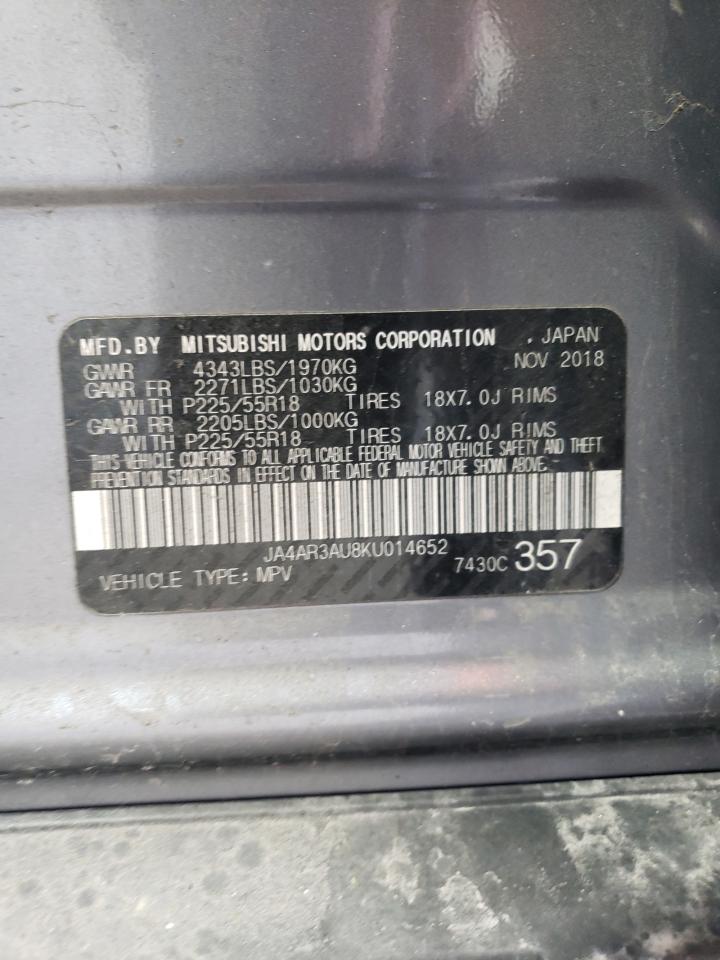 MFD.BY MITSUBISHI MOTORS CORPORATION . JAPAN
GVWR 4343LBS/1970KG NOV 2018
GAWR FR 2271LBS/1030KG
WITH P225/55R18 TIRES 18X7.0J RIMS
GAWR RR 2205LBS/1000KG
WITH P225/55R18 TIRES 18X7.0J RIMS
THIS VEHICLE CONFORMS TO ALL APPLICABLE FEDERAL MOTOR VEHICLE SAFETY AND THEFT
PREVENTION STANDARDS IN EFFECT ON THE DATE OF MANUFACTURE SHOWN ABOVE.
JA4AR3AU8KU014652
VEHICLE TYPE: MPV 7430C 357